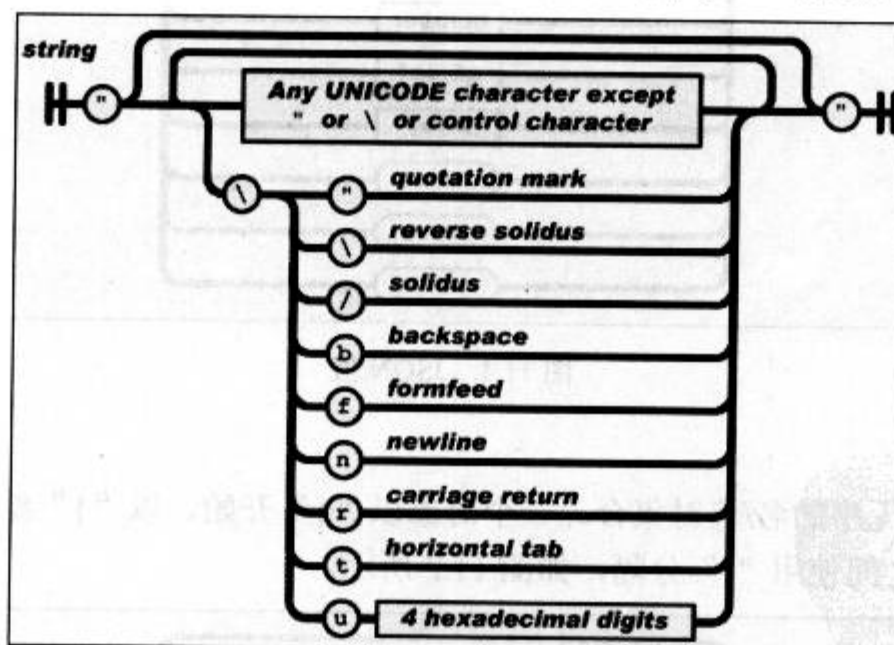 string
" Any UNICODE character except "
" or \ or control character
\ " quotation mark
\ reverse solidus
/ solidus
b backspace
f formfeed
n newline
r carriage return
t horizontal tab
u 4 hexadecimal digits